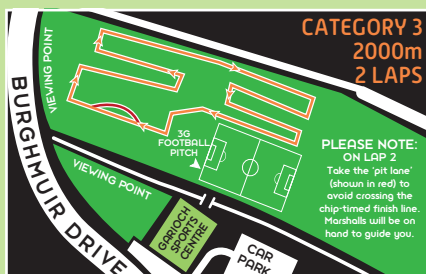 CATEGORY 3
2000m
2 LAPS
VIEWING POINT
BURGHMUIR DRIVE
3G
FOOTBALL
PITCH
PLEASE NOTE:
ON LAP 2
Take the 'pit lane'
(shown in red) to
avoid crossing the
chip-timed finish line.
Marshalls will be on
hand to guide you.
VIEWING POINT
GARIOCH
SPORTS
CENTRE
CAR
PARK